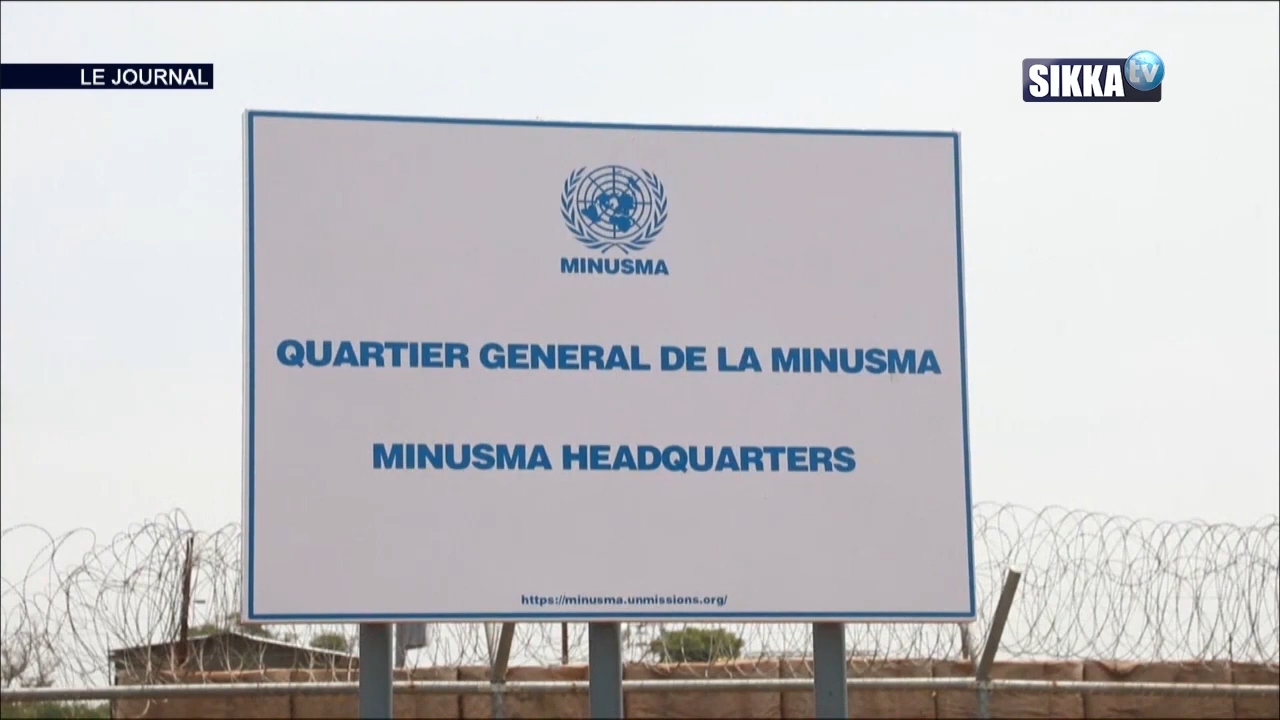 LE JOURNAL
SIKKA tv
MINUSMA
QUARTIER GENERAL DE LA MINUSMA
MINUSMA HEADQUARTERS
https://minusma.unmissions.org/